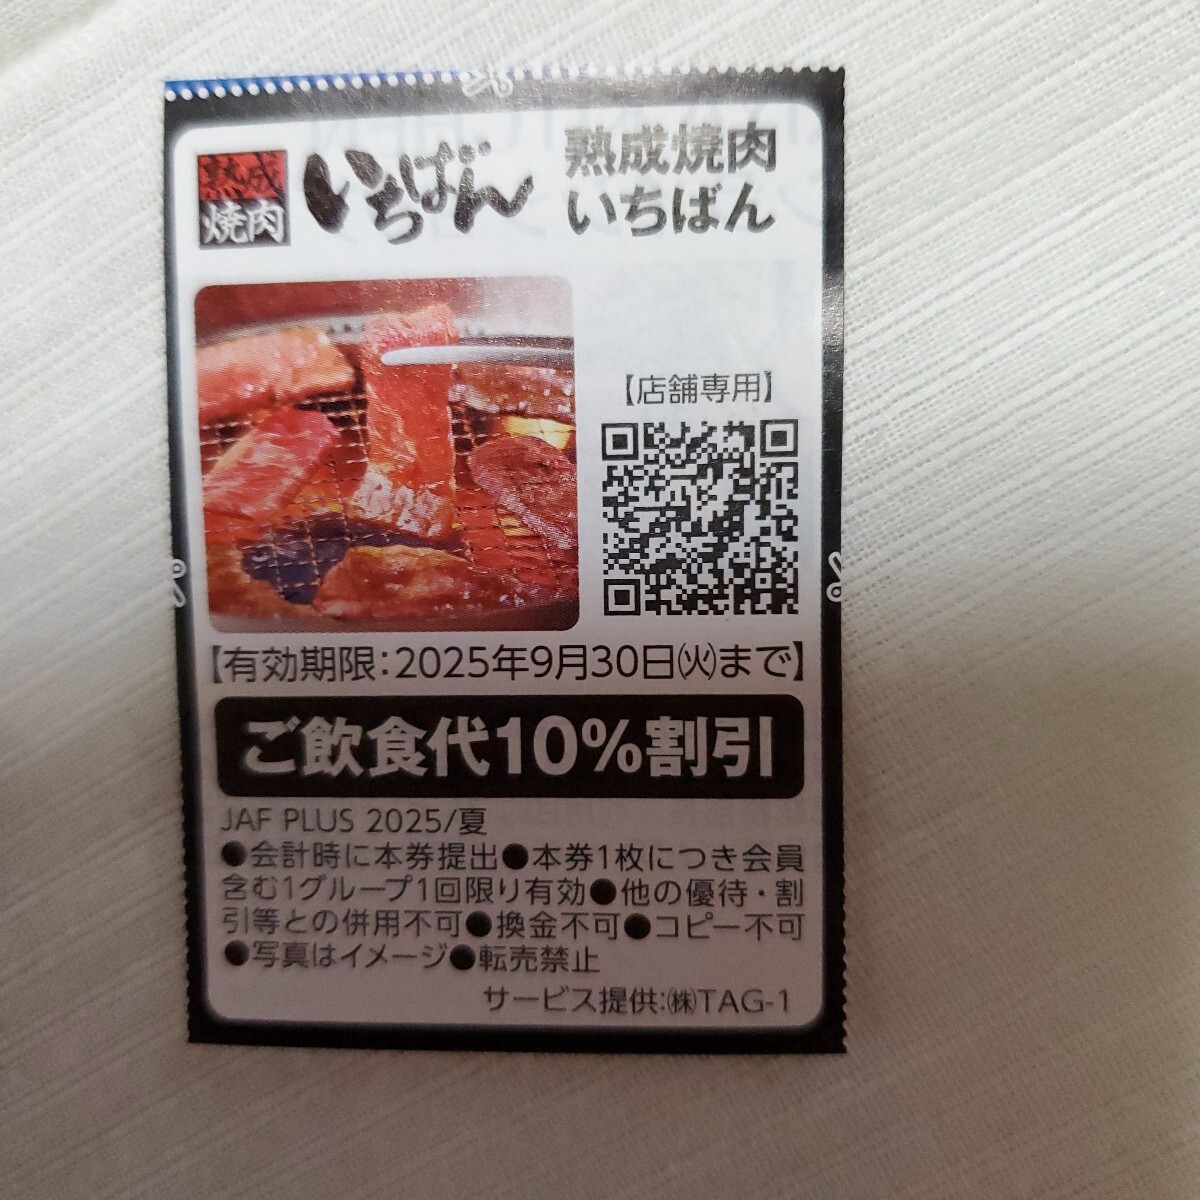 熟成
焼肉
いちばん
熟成焼肉
いちばん
【店舗専用】
【有効期限:2025年9月30日㈫まで】
ご飲食代10%割引
JAF PLUS 2025/夏
●会計時に本券提出●本券1枚につき会員
含む1グループ1回限り有効●他の優待・割
引等との併用不可●換金不可●コピー不可
●写真はイメージ●転売禁止
サービス提供:㈱TAG-1